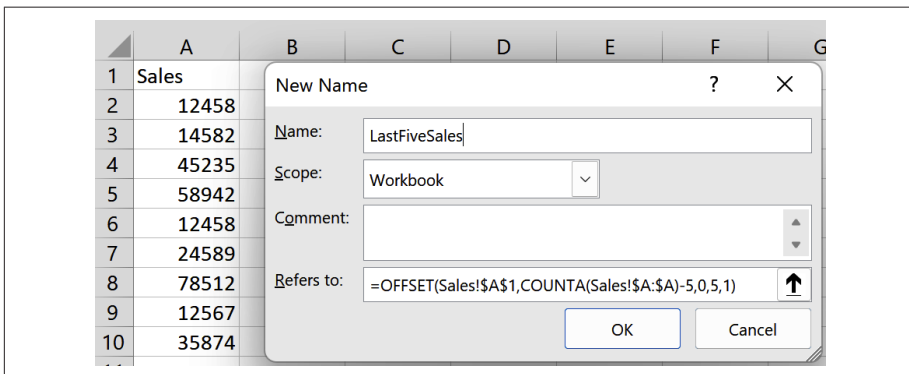 A B C D E F G
1 Sales
2 12458
3 14582
4 45235
5 58942
6 12458
7 24589
8 78512
9 12567
10 35874
New Name ? X
Name: LastFiveSales
Scope: Workbook
Comment:
Refers to: =OFFSET(Sales!$A$1,COUNTA(Sales!$A:$A)-5,0,5,1)
OK Cancel